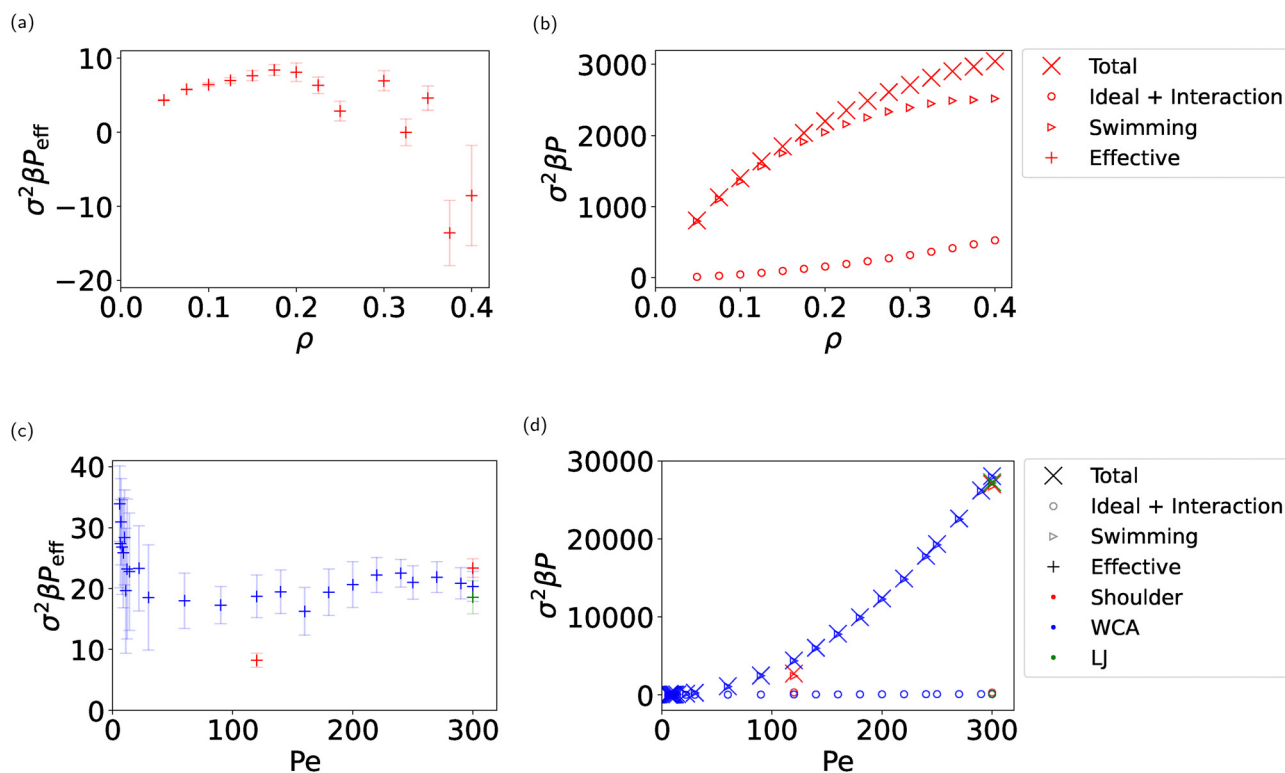 (a)
10
0
−10
−20
σ²βP_eff
0.0 0.1 0.2 0.3 0.4
ρ
(b)
3000
2000
1000
0
σ²βP
0.0 0.1 0.2 0.3 0.4
ρ
Total
Ideal + Interaction
Swimming
Effective
(c)
40
30
20
10
0
σ²βP_eff
0 100 200 300
Pe
(d)
30000
20000
10000
0
σ²βP
0 100 200 300
Pe
Total
Ideal + Interaction
Swimming
Effective
Shoulder
WCA
LJ